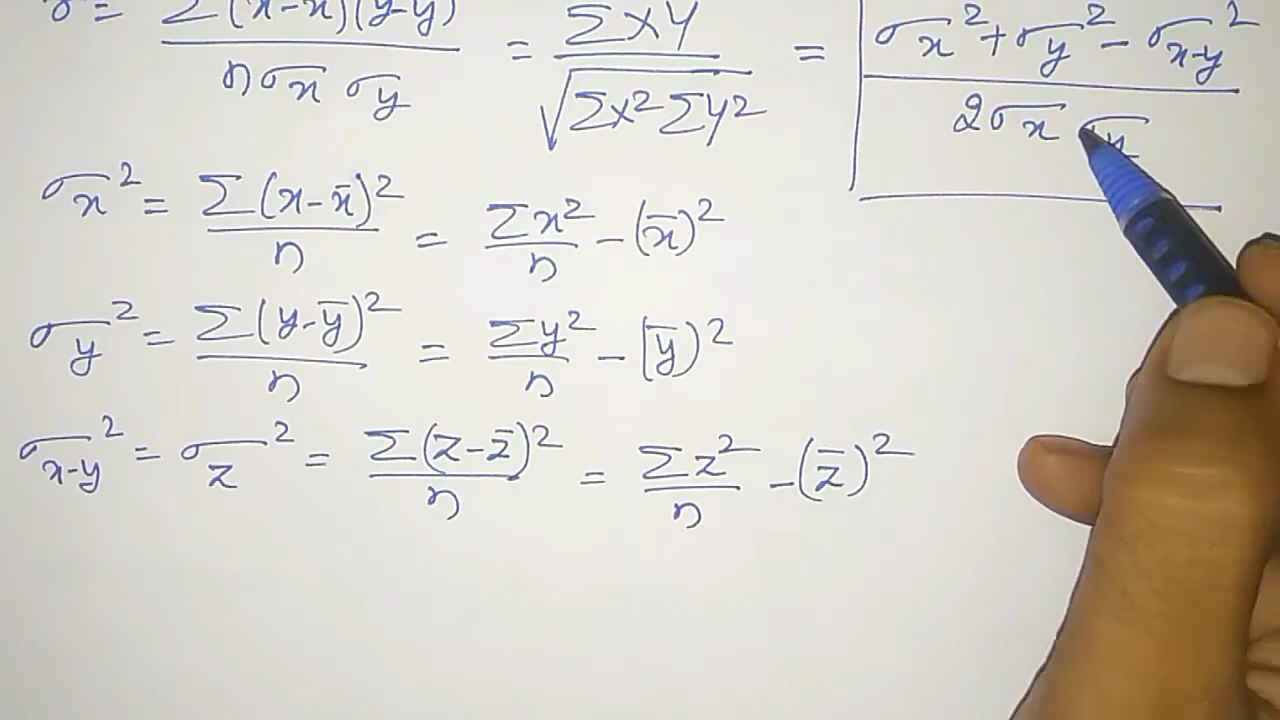 r = Σ(x-x̄)(y-ȳ) / nσx σy = ΣXY / √ΣX² ΣY² = σx² + σy² - σx-y² / 2σx σy
σx² = Σ(x-x̄)² / n = Σx² / n - (x̄)²
σy² = Σ(y-ȳ)² / n = Σy² / n - (ȳ)²
σx-y² = σz² = Σ(z-z̄)² / n = Σz² / n - (z̄)²